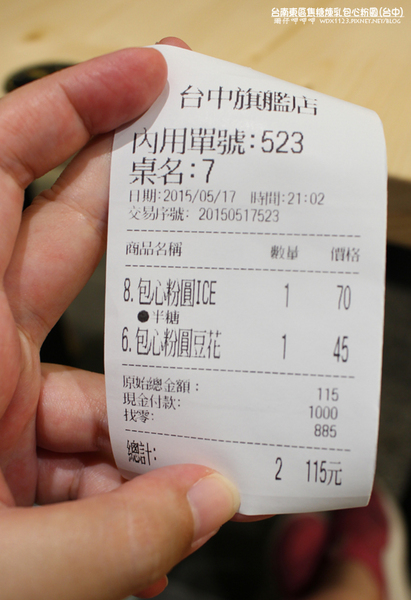 台南東區焦糖煉乳包心粉圓(台中)
WDX1123.PIXNET.NET/BLOG
台中旗艦店
內用單號:523
桌名:7
日期:2015/05/17 時間:21:02
交易序號: 20150517523
商品名稱 數量 價格
8.包心粉圓ICE 1 70
●半糖
6.包心粉圓豆花 1 45
原始總金額: 115
現金付款: 1000
找零: 885
總計: 2 115元